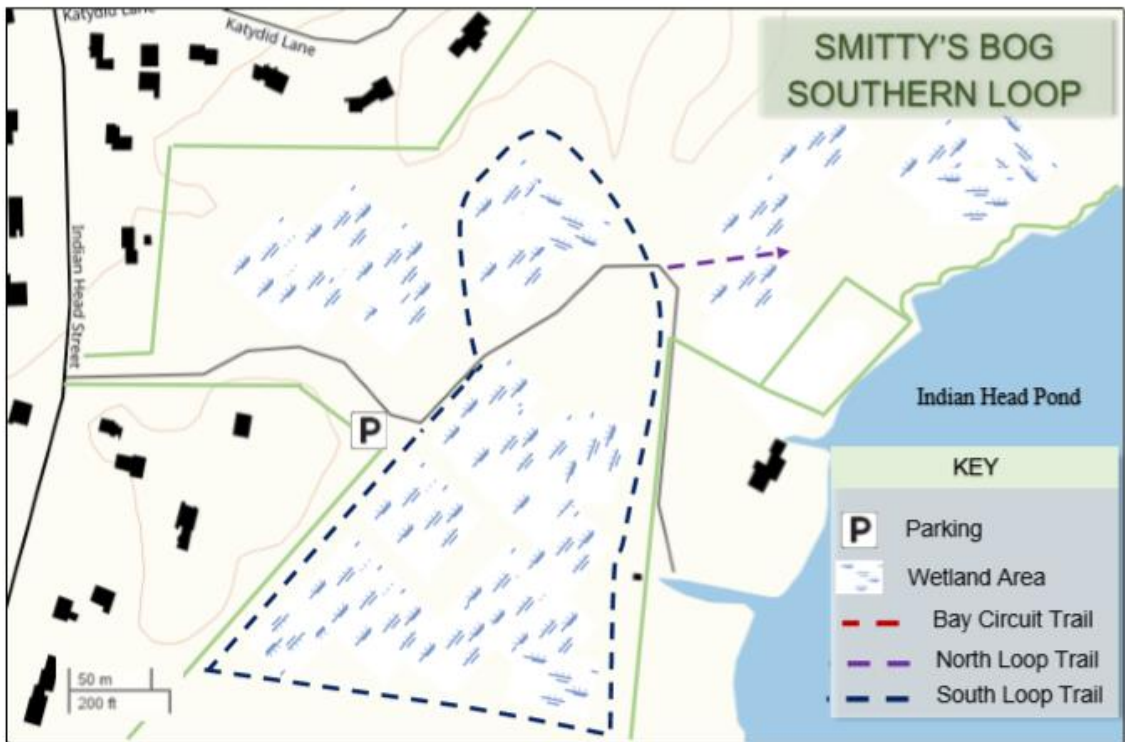 Katydid Lane
Katydid Lane
SMITTY'S BOG
SOUTHERN LOOP
Indian Head Street
P
Indian Head Pond
KEY
P Parking
Wetland Area
Bay Circuit Trail
North Loop Trail
South Loop Trail
50 m
200 ft